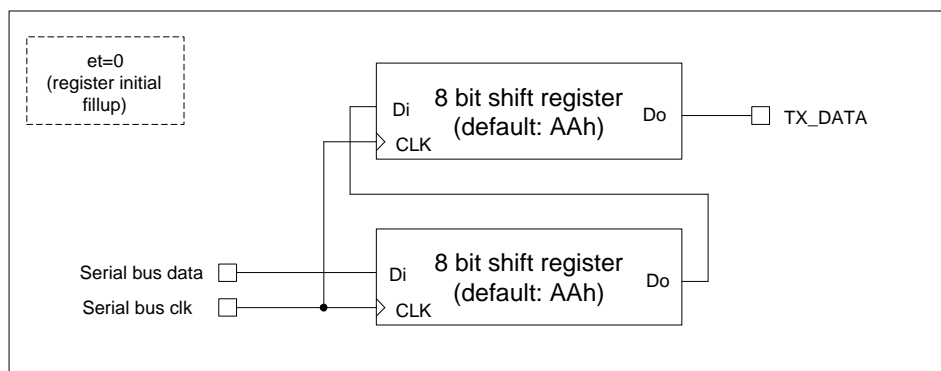 et=0
(register initial
fillup)
8 bit shift register
(default: AAh)
Di
Do
CLK
TX_DATA
8 bit shift register
(default: AAh)
Serial bus data
Di
Do
Serial bus clk
CLK